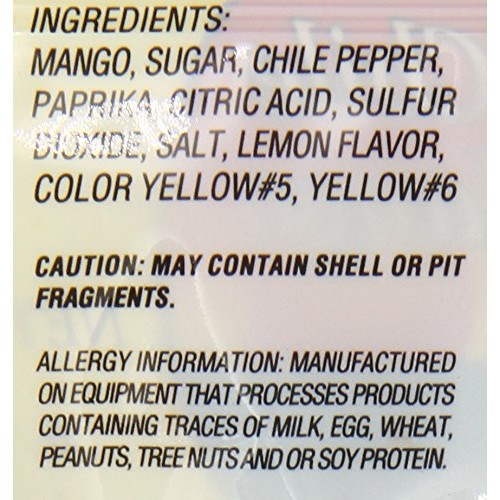 INGREDIENTS:
MANGO, SUGAR, CHILE PEPPER,
PAPRIKA, CITRIC ACID, SULFUR
DIOXIDE, SALT, LEMON FLAVOR,
COLOR YELLOW#5, YELLOW#6
CAUTION: MAY CONTAIN SHELL OR PIT
FRAGMENTS.
ALLERGY INFORMATION: MANUFACTURED
ON EQUIPMENT THAT PROCESSES PRODUCTS
CONTAINING TRACES OF MILK, EGG, WHEAT,
PEANUTS, TREE NUTS AND OR SOY PROTEIN.